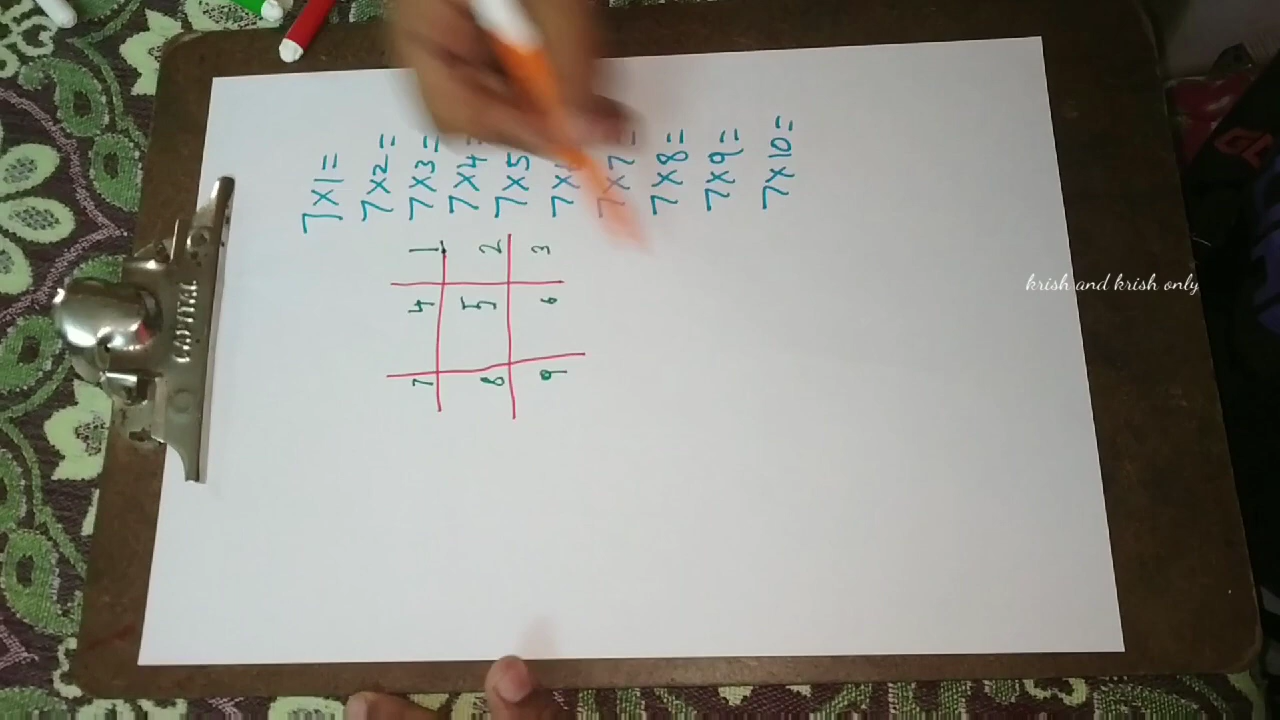 7X1=
7X2=
7X3=
7X4=
7X5
7X
7X7=
7X8=
7X9=
7X10=
7 4 1
8 5 2
9 6 3
CAPITAL
krish and krish only